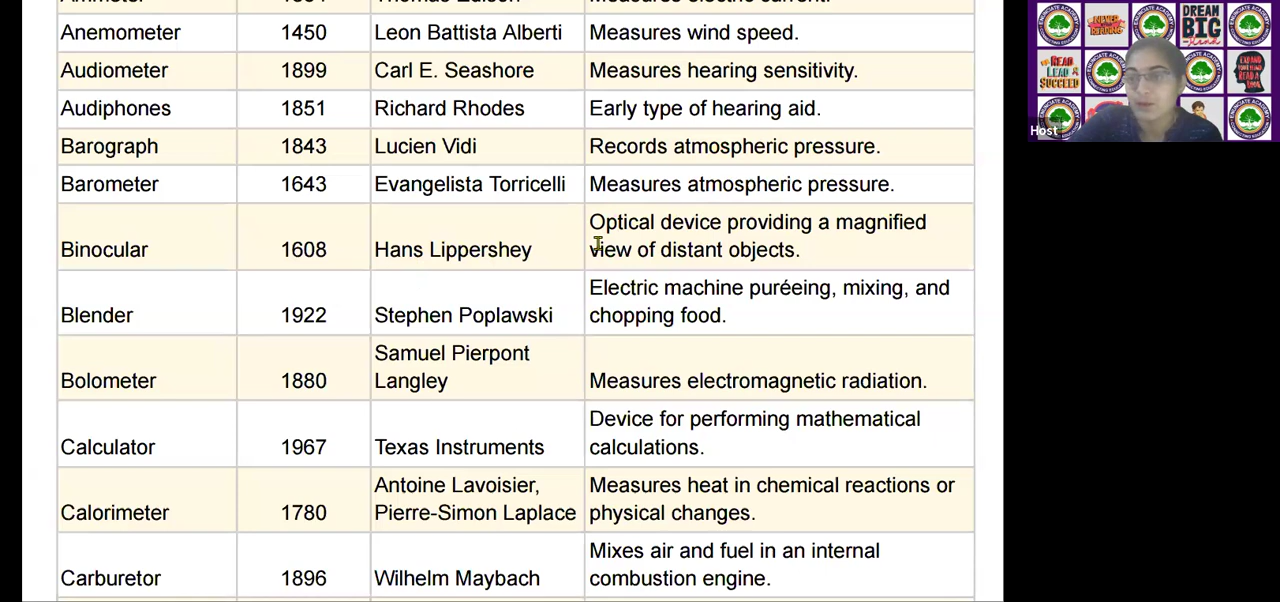 Anemometer 1450 Leon Battista Alberti Measures wind speed.
Audiometer 1899 Carl E. Seashore Measures hearing sensitivity.
Audiphones 1851 Richard Rhodes Early type of hearing aid.
Barograph 1843 Lucien Vidi Records atmospheric pressure.
Barometer 1643 Evangelista Torricelli Measures atmospheric pressure.
Optical device providing a magnified
Binocular 1608 Hans Lippershey view of distant objects.
Electric machine puréeing, mixing, and
Blender 1922 Stephen Poplawski chopping food.
Samuel Pierpont
Bolometer 1880 Langley Measures electromagnetic radiation.
Device for performing mathematical
Calculator 1967 Texas Instruments calculations.
Antoine Lavoisier, Measures heat in chemical reactions or
Calorimeter 1780 Pierre-Simon Laplace physical changes.
Mixes air and fuel in an internal
Carburetor 1896 Wilhelm Maybach combustion engine.
DREAM
BIG
READ
LEAD
SUCCEED
Host